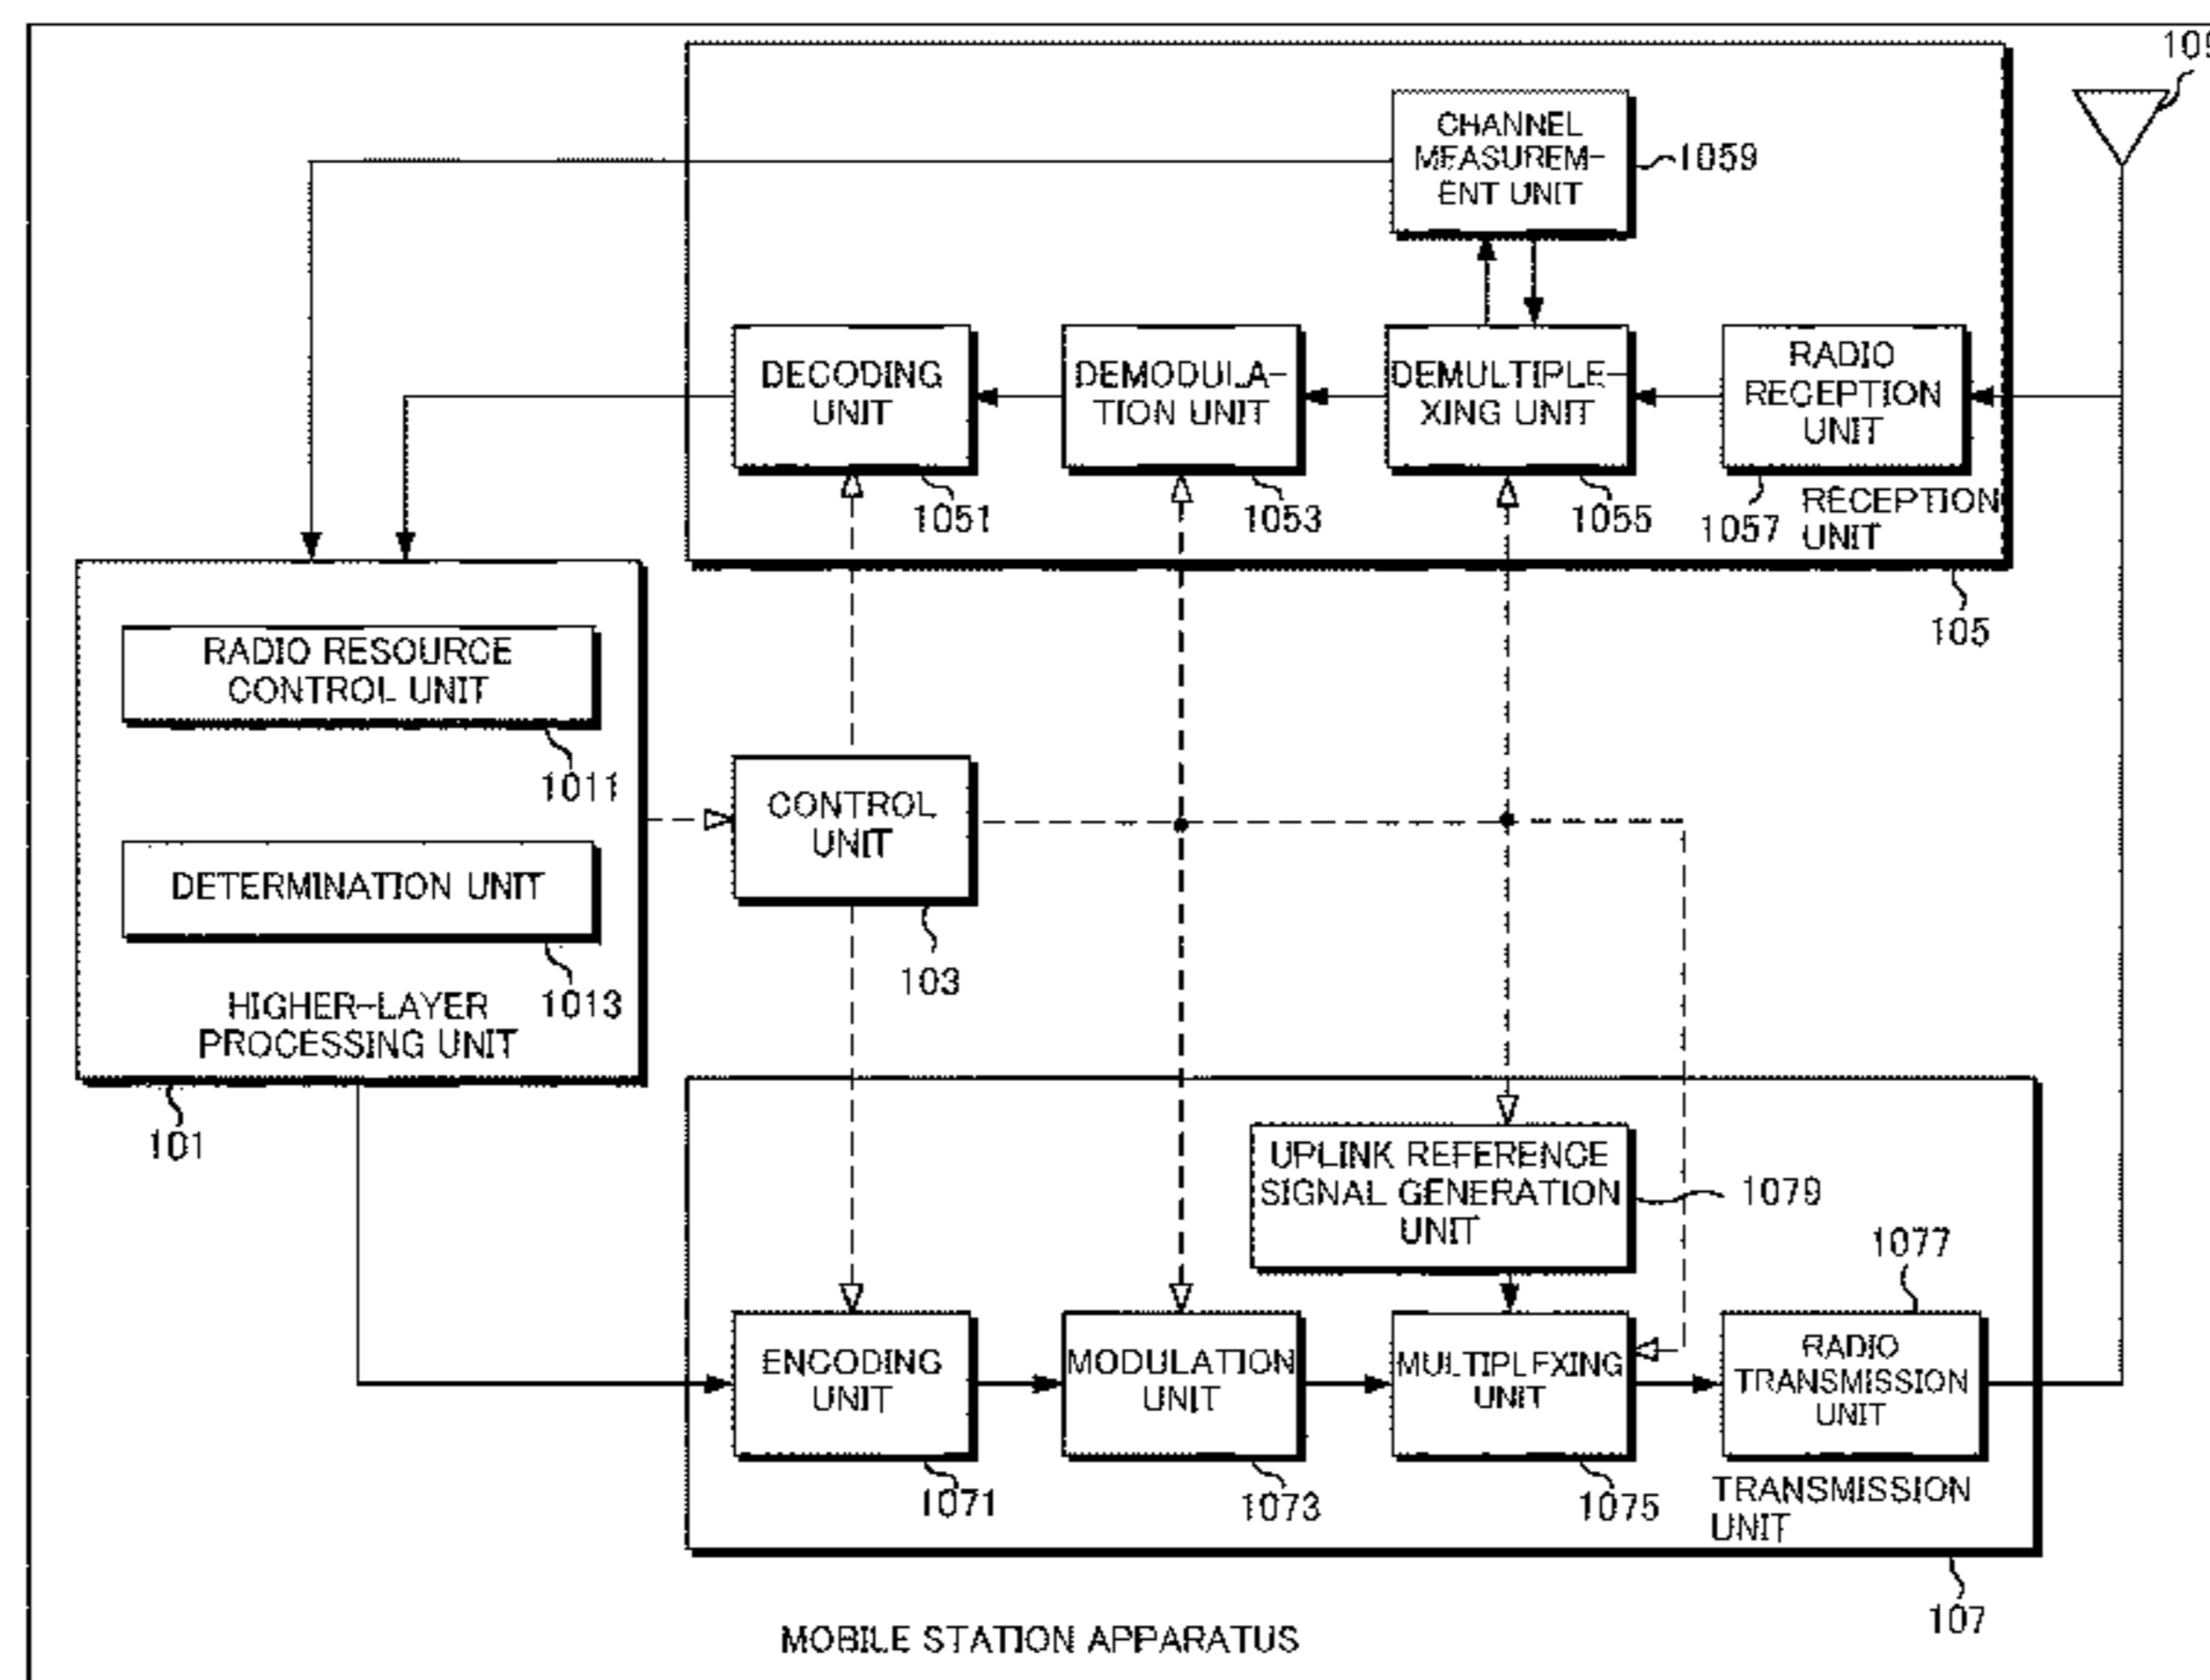 109
CHANNEL
MEASUREM-
ENT UNIT
1059
DECODING
UNIT
1051
DEMODULA-
TION UNIT
1053
DEMULTIPLE-
XING UNIT
1055
RADIO
RECEPTION
UNIT
1057
RECEPTION
UNIT
105
RADIO RESOURCE
CONTROL UNIT
1011
DETERMINATION UNIT
1013
HIGHER-LAYER
PROCESSING UNIT
101
CONTROL
UNIT
103
UPLINK REFERENCE
SIGNAL GENERATION
UNIT
1079
1077
ENCODING
UNIT
1071
MODULATION
UNIT
1073
MULTIPLEXING
UNIT
1075
RADIO
TRANSMISSION
UNIT
TRANSMISSION
UNIT
107
MOBILE STATION APPARATUS